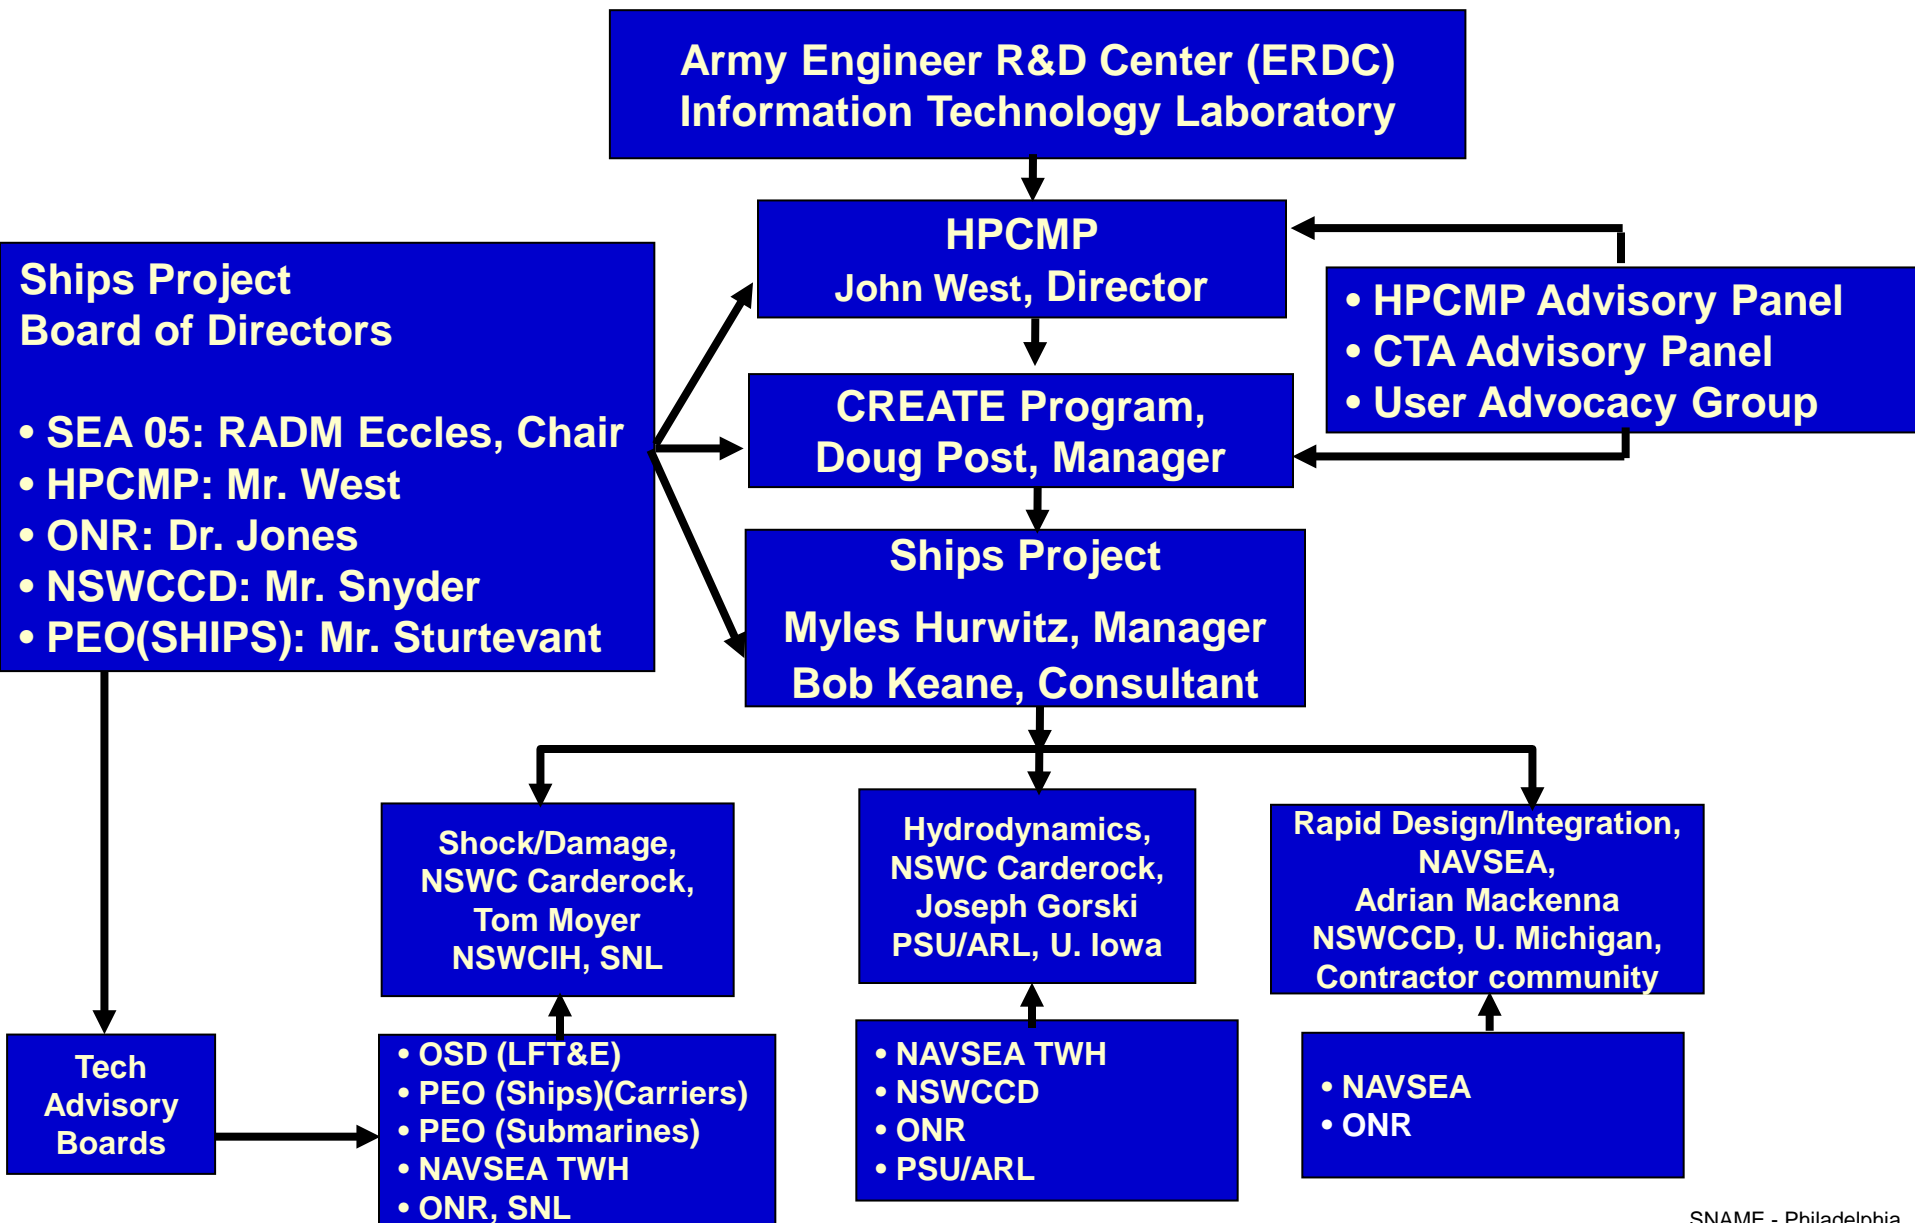 Army Engineer R&D Center (ERDC)
Information Technology Laboratory
HPCMP
John West, Director
Ships Project
Board of Directors
• SEA 05: RADM Eccles, Chair
• HPCMP: Mr. West
• ONR: Dr. Jones
• NSWCCD: Mr. Snyder
• PEO(SHIPS): Mr. Sturtevant
• HPCMP Advisory Panel
• CTA Advisory Panel
• User Advocacy Group
CREATE Program,
Doug Post, Manager
Ships Project
Myles Hurwitz, Manager
Bob Keane, Consultant
Shock/Damage,
NSWC Carderock,
Tom Moyer
NSWCIH, SNL
Hydrodynamics,
NSWC Carderock,
Joseph Gorski
PSU/ARL, U. Iowa
Rapid Design/Integration,
NAVSEA,
Adrian Mackenna
NSWCCD, U. Michigan,
Contractor community
Tech
Advisory
Boards
• OSD (LFT&E)
• PEO (Ships)(Carriers)
• PEO (Submarines)
• NAVSEA TWH
• ONR, SNL
• NAVSEA TWH
• NSWCCD
• ONR
• PSU/ARL
• NAVSEA
• ONR
SNAME - Philadelphia